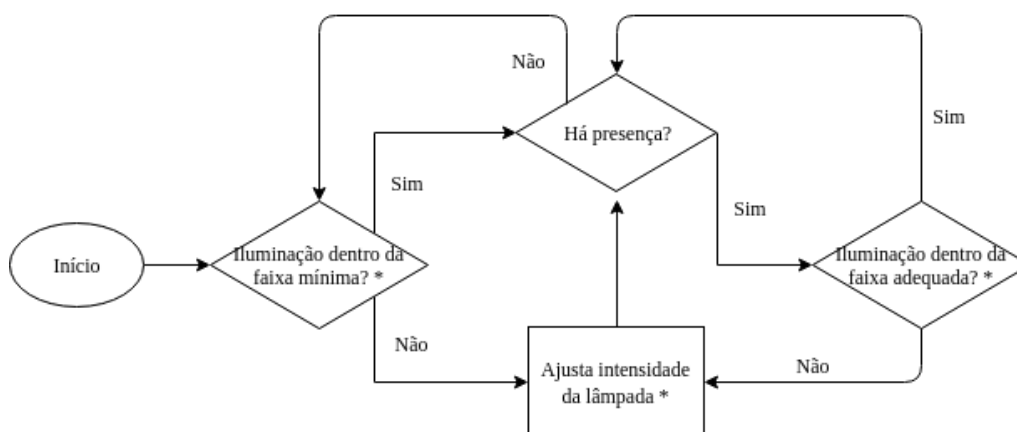 Não
Há presença?
Sim
Sim
Sim
Início
Iluminação dentro da
faixa mínima? *
Iluminação dentro da
faixa adequada? *
Não
Ajusta intensidade
da lâmpada *
Não